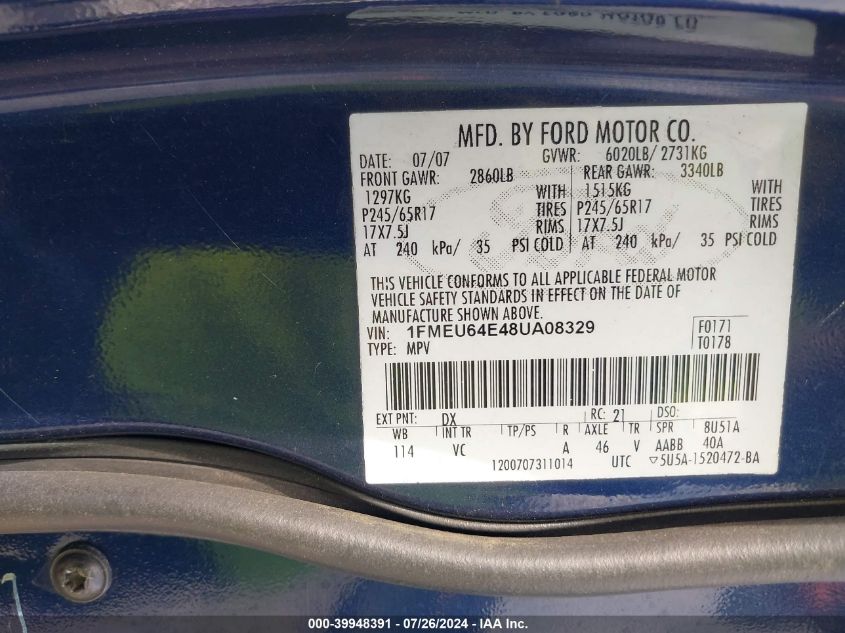 MFD. BY FORD MOTOR CO.
DATE: 07/07 GVWR: 6020LB/ 2731KG
FRONT GAWR: 2860LB REAR GAWR: 3340LB
1297KG WITH 1515KG WITH
P245/65R17 TIRES P245/65R17 TIRES
17X7.5J RIMS 17X7.5J RIMS
AT 240 kPa/ 35 PSI COLD AT 240 kPa/ 35 PSI COLD
THIS VEHICLE CONFORMS TO ALL APPLICABLE FEDERAL MOTOR
VEHICLE SAFETY STANDARDS IN EFFECT ON THE DATE OF
MANUFACTURE SHOWN ABOVE.
VIN: 1FMEU64E48UA08329 F0171
TYPE: MPV T0178
EXT PNT: DX RC: 21 DSO:
WB INT TR TP/PS R AXLE TR SPR 8U51A
114 VC A 46 V AABB 40A
1200707311014 UTC ▽5U5A-1520472-BA
000-39948391 - 07/26/2024 - IAA Inc.